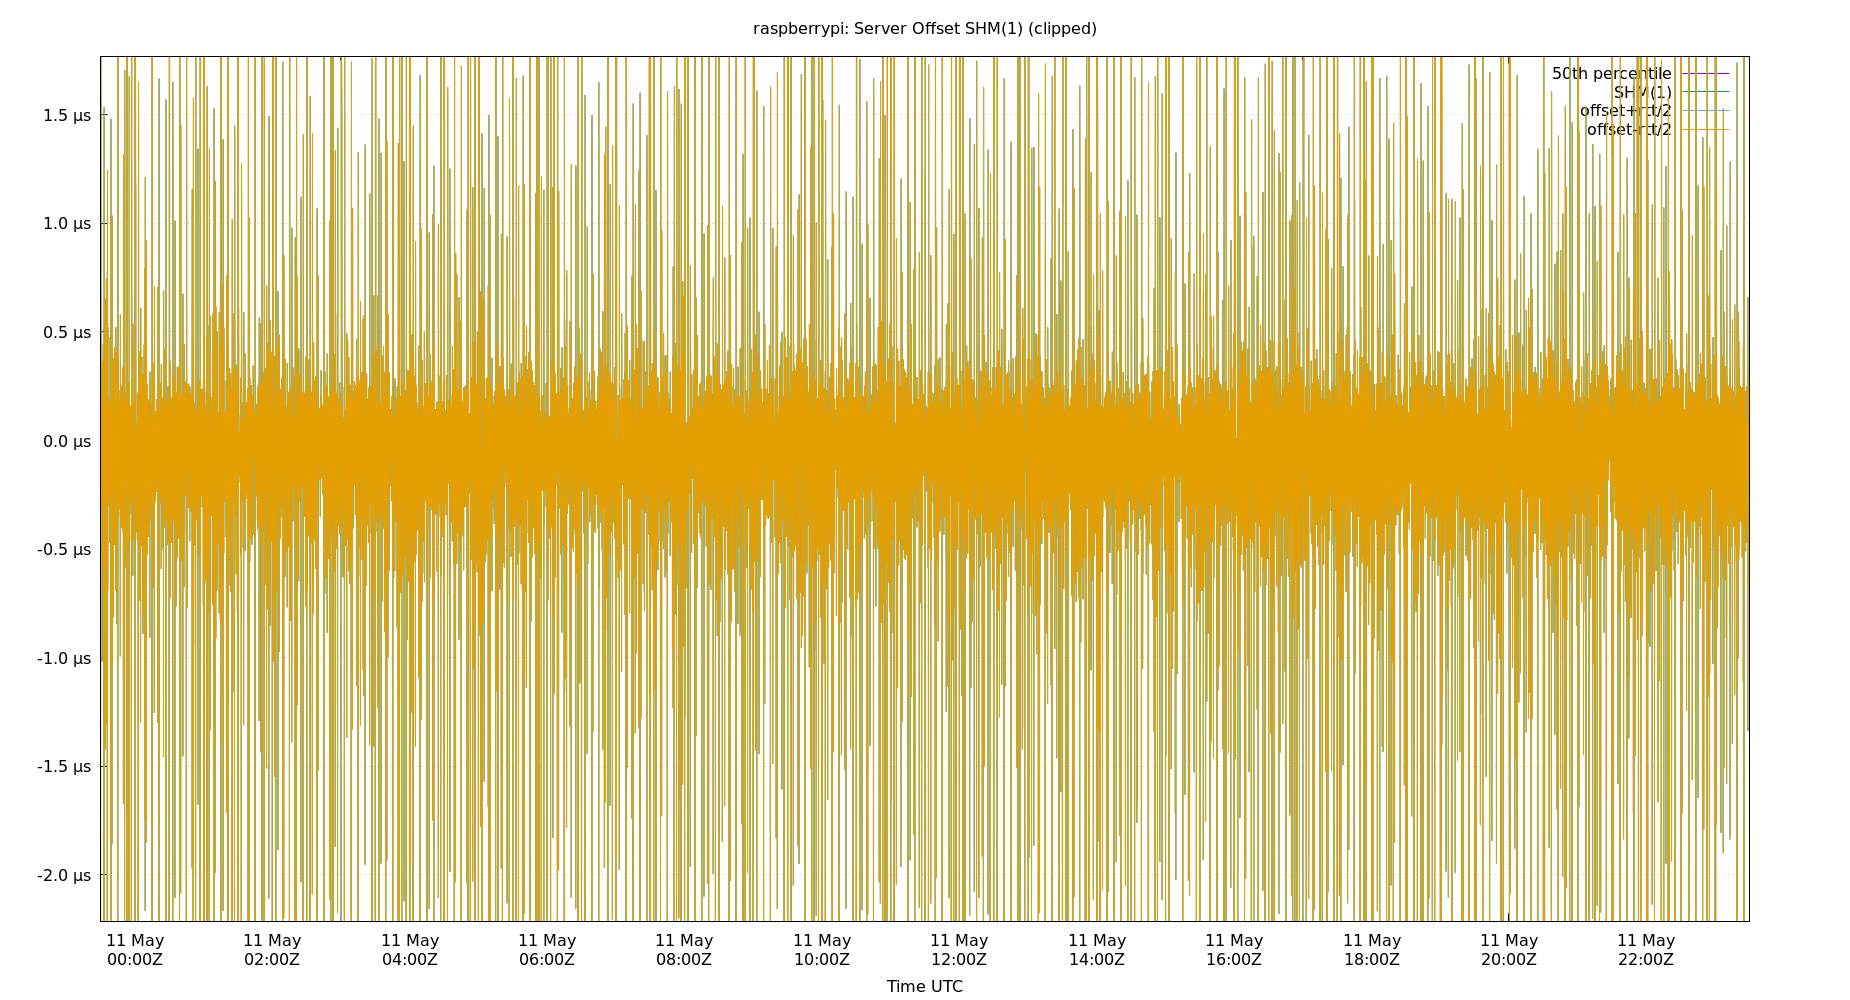 raspberrypi: Server Offset SHM(1) (clipped)
50th percentile
SHM(1)
offset+rtt/2
offset-rtt/2
1.5 µs
1.0 µs
0.5 µs
0.0 µs
-0.5 µs
-1.0 µs
-1.5 µs
-2.0 µs
11 May 11 May 11 May 11 May 11 May 11 May 11 May 11 May 11 May 11 May 11 May 11 May
00:00Z 02:00Z 04:00Z 06:00Z 08:00Z 10:00Z 12:00Z 14:00Z 16:00Z 18:00Z 20:00Z 22:00Z
Time UTC